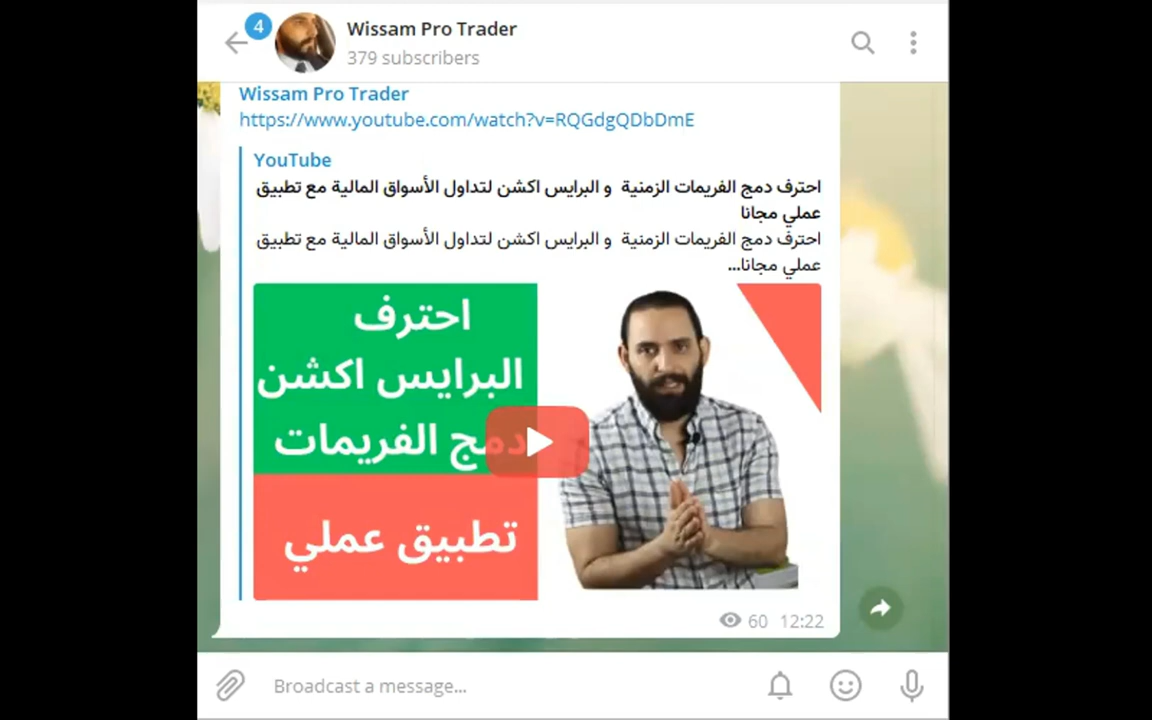 4
Wissam Pro Trader
379 subscribers
Wissam Pro Trader
https://www.youtube.com/watch?v=RQGdgQDbDmE
YouTube
احترف دمج الفريمات الزمنية و البرايس اكشن لتداول الأسواق المالية مع تطبيق
عملي مجانا
احترف دمج الفريمات الزمنية و البرايس اكشن لتداول الأسواق المالية مع تطبيق
عملي مجانا...
احترف
البرايس اكشن
دمج الفريمات
تطبيق عملي
60 12:22
Broadcast a message...